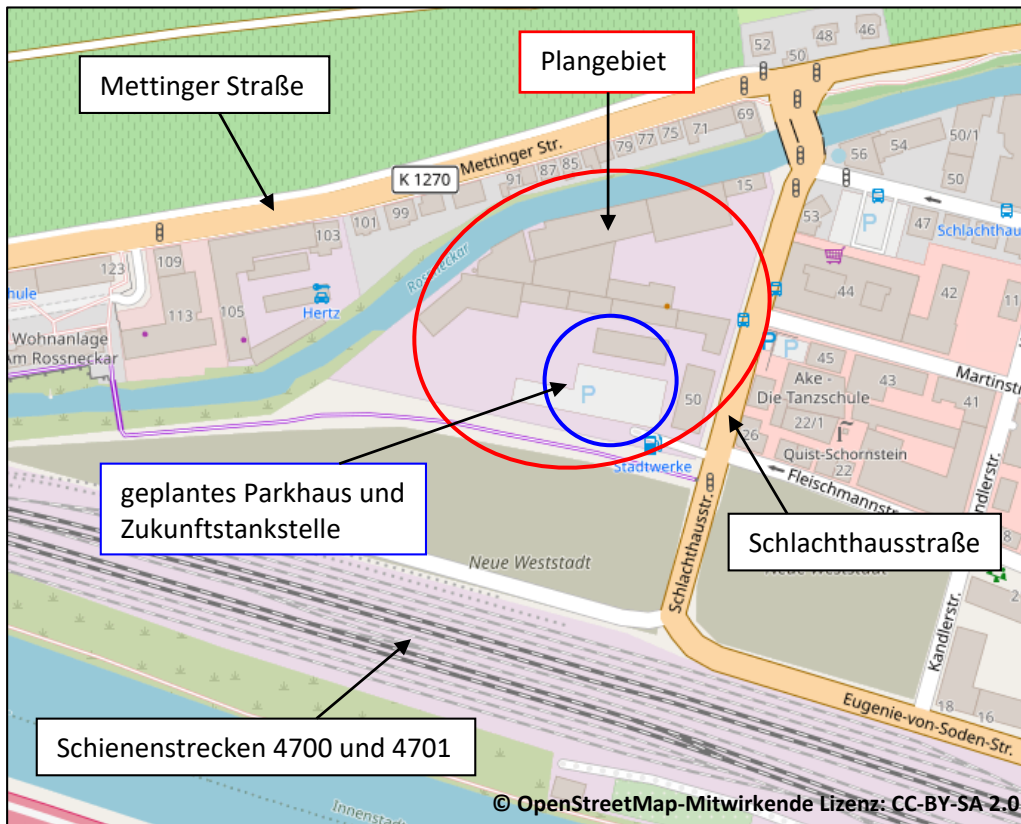 52
50
48
46
Plangebiet
Mettinger Straße
69
71
75
77
79
85
87
91
Mettinger Str.
K 1270
99
101
103
15
56
54
50/1
50
53
47
P
Schlachthau
123
109
105
113
hule
Hertz
Wohnanlage
Am Rossneckar
Rossneckar
44
42
11
P
P
45
43
41
Martinstr
Ake -
Die Tanzschule
22/1
Quist-Schornstein
22
26
50
P
Stadtwerke
Fleischmannstr.
Kandlerstr.
8
geplantes Parkhaus und
Zukunftstankstelle
Schlachthausstraße
Neue Weststadt
Neue Weststadt
Schlachthausstr.
2
Kandlerstr.
18
16
Eugenie-von-Soden-Str.
Schienenstrecken 4700 und 4701
Innenstadt
© OpenStreetMap-Mitwirkende Lizenz: CC-BY-SA 2.0